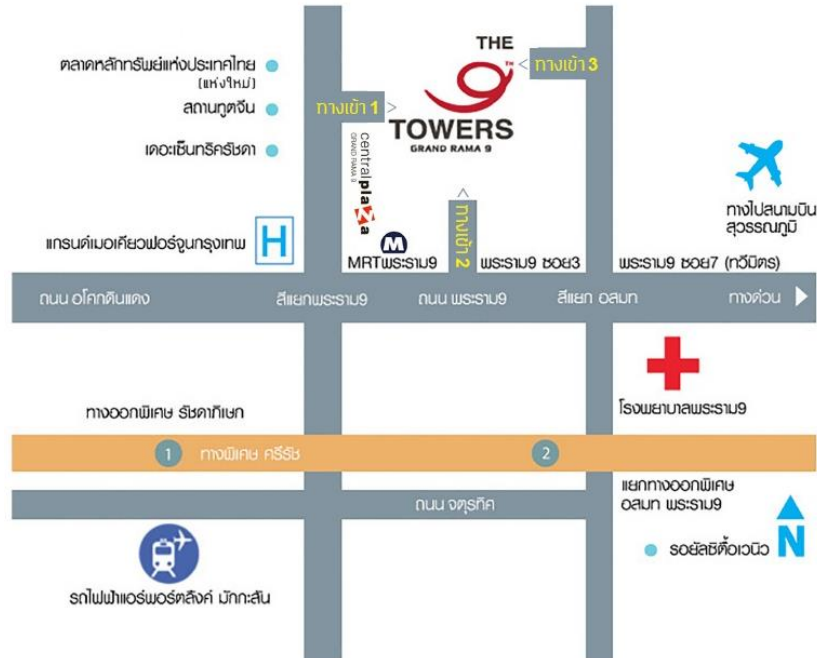 THE
9™
TOWERS
GRAND RAMA 9
ทางเข้า 3
ตลาดหลักทรัพย์แห่งประเทศไทย
(แห่งใหม่)
สถานทูตจีน
เดอะเซ็นทริครัชดา
ทางเข้า 1
centralplaza
GRAND RAMA 9
ทางเข้า 2
ทางไปสนามบิน
สุวรรณภูมิ
แกรนด์เมอเคียวฟอร์จูนกรุงเทพ
H
M
MRTพระราม9
พระราม9 ซอย3
พระราม9 ซอย7 (ทวีมิตร)
ถนน อโศกดินแดง
สี่แยกพระราม9
ถนน พระราม9
สี่แยก อสมท
ทางด่วน
โรงพยาบาลพระราม9
ทางออกพิเศษ รัชดาภิเษก
1
ทางพิเศษ ศรีรัช
2
แยกทางออกพิเศษ
อสมท พระราม9
ถนน จตุรทิศ
รอยัลซิตี้อเวนิว
N
รถไฟฟ้าแอร์พอร์ตลิงค์ มักกะสัน